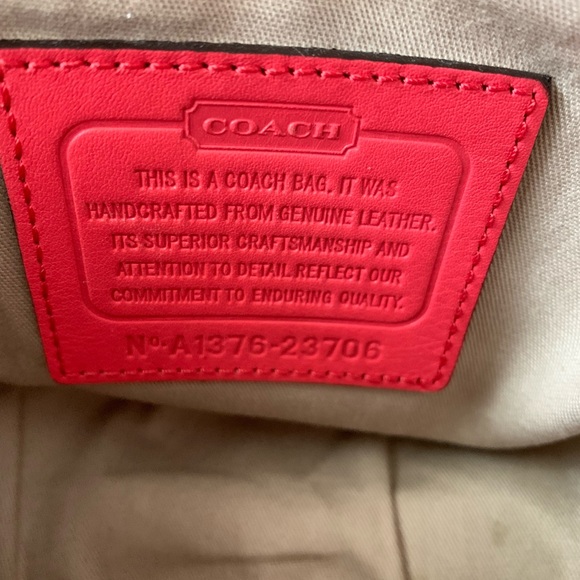 COACH
THIS IS A COACH BAG. IT WAS
HANDCRAFTED FROM GENUINE LEATHER.
ITS SUPERIOR CRAFTSMANSHIP AND
ATTENTION TO DETAIL REFLECT OUR
COMMITMENT TO ENDURING QUALITY.
No. A1376-23706